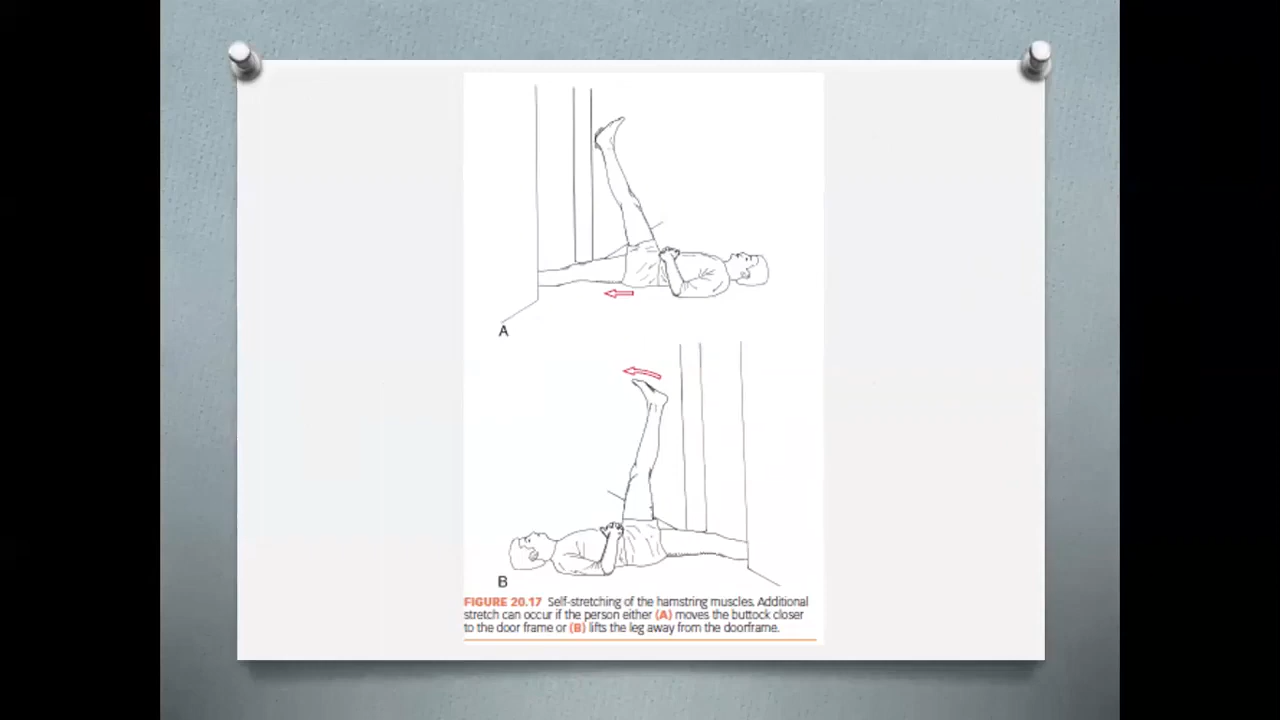 A
B
FIGURE 20.17 Self-stretching of the hamstring muscles. Additional
stretch can occur if the person either (A) moves the buttock closer
to the door frame or (B) lifts the leg away from the doorframe.